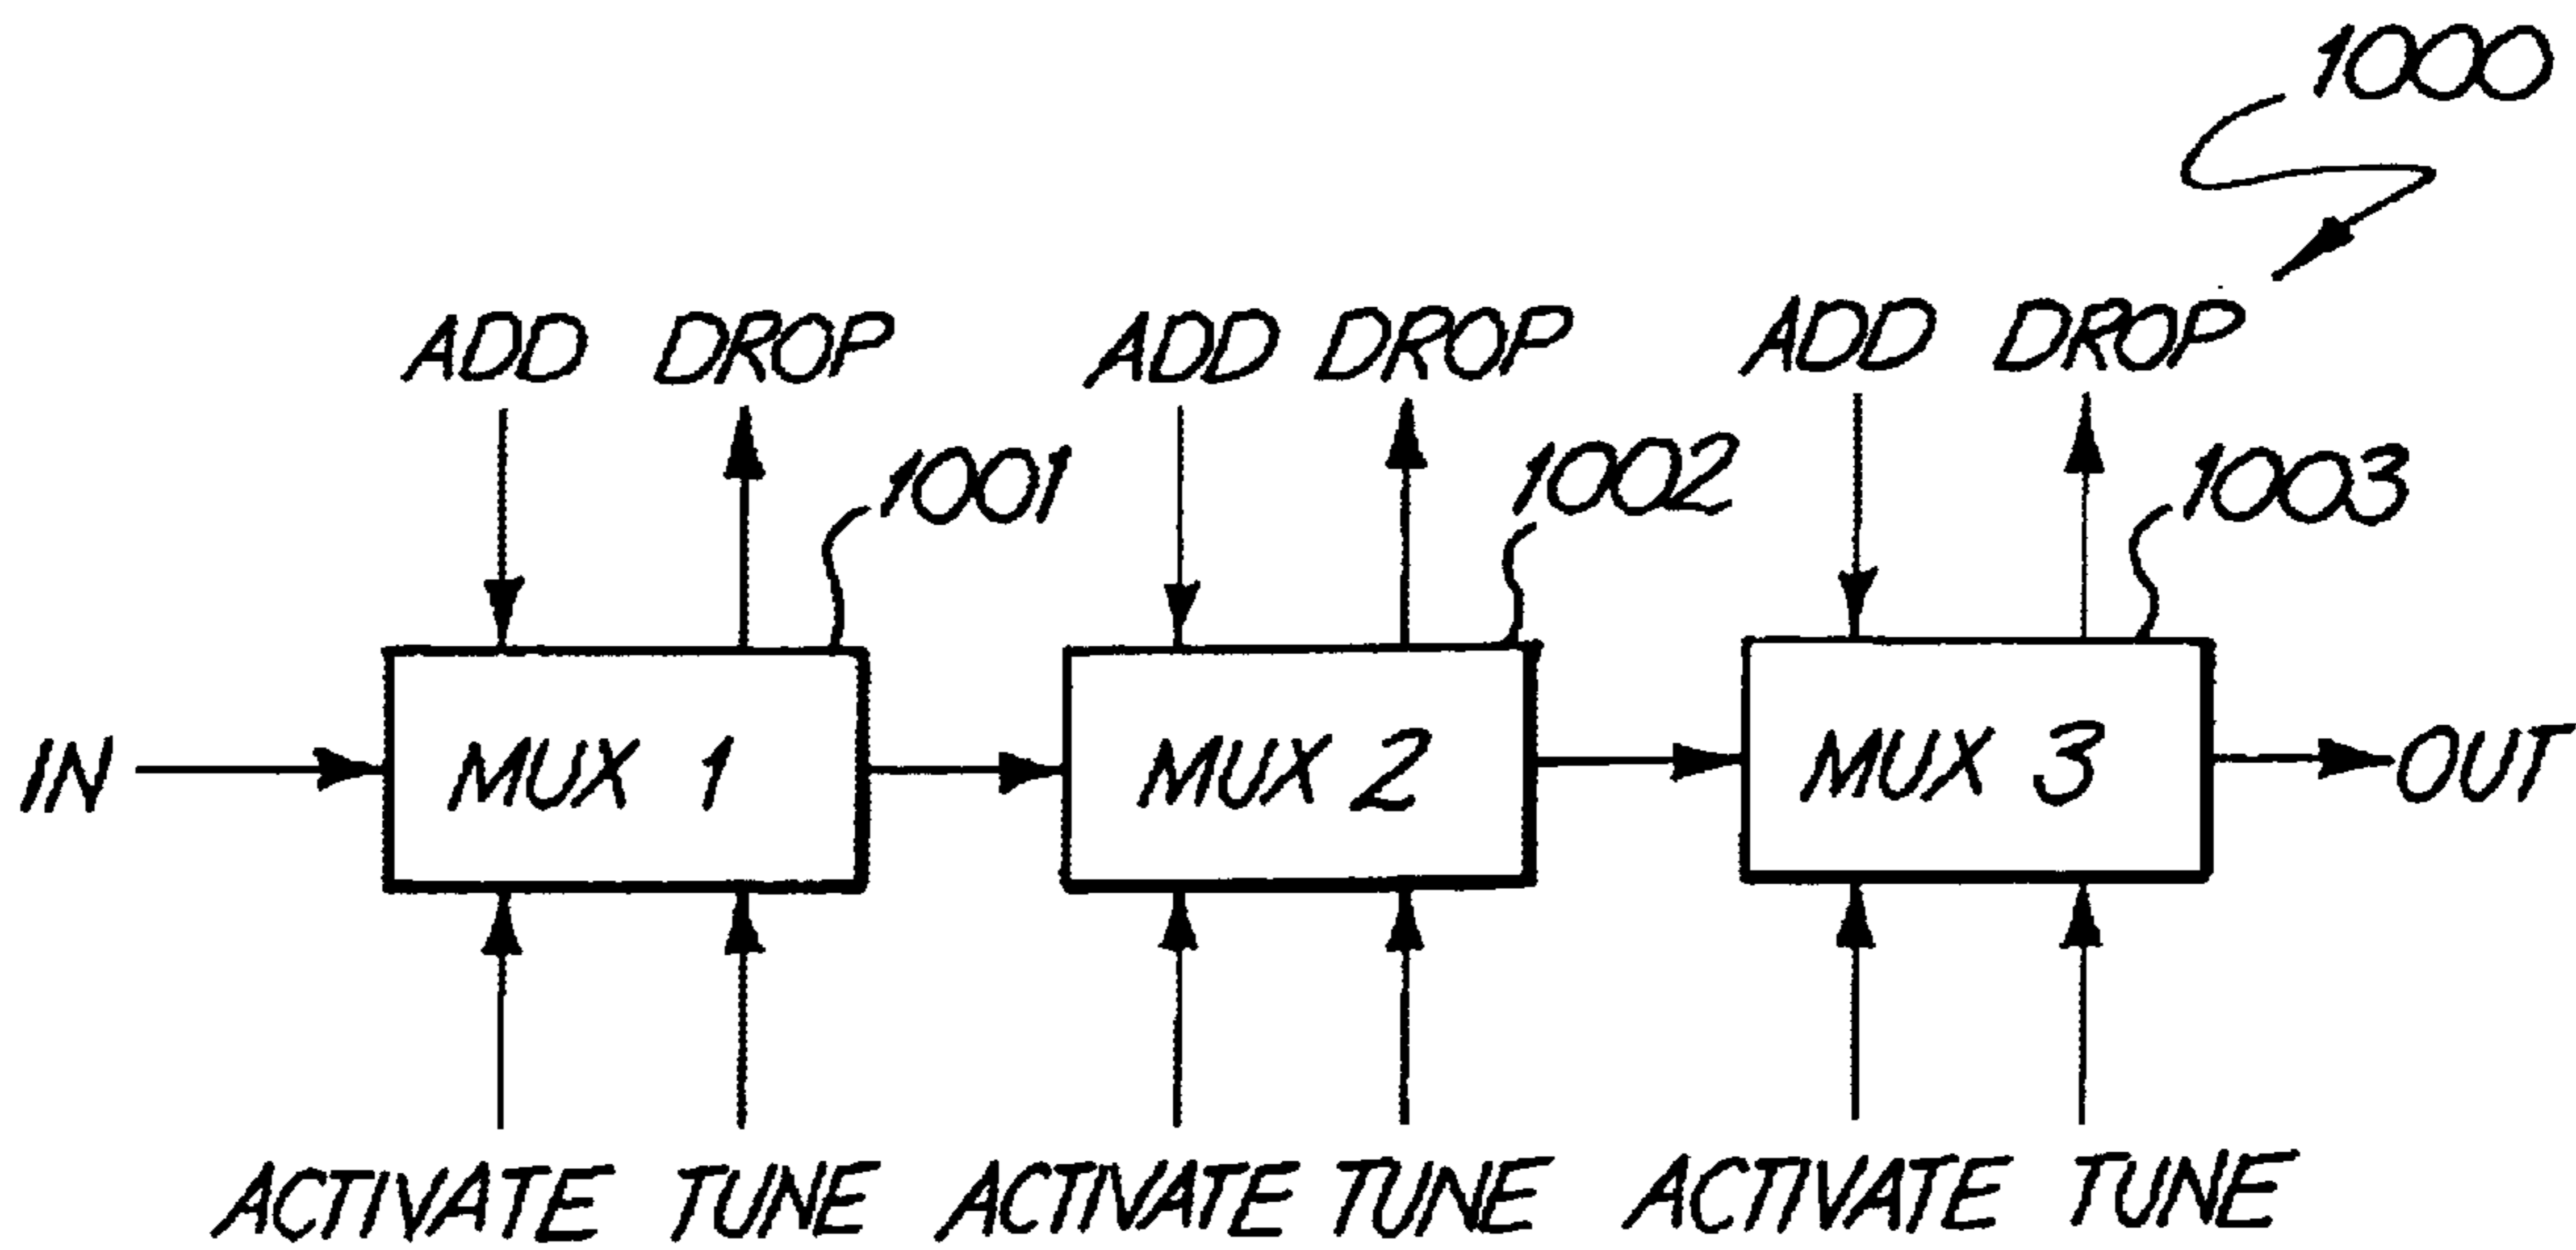 1000
ADD DROP ADD DROP ADD DROP
1001 1002 1003
IN MUX 1 MUX 2 MUX 3 OUT
ACTIVATE TUNE ACTIVATE TUNE ACTIVATE TUNE